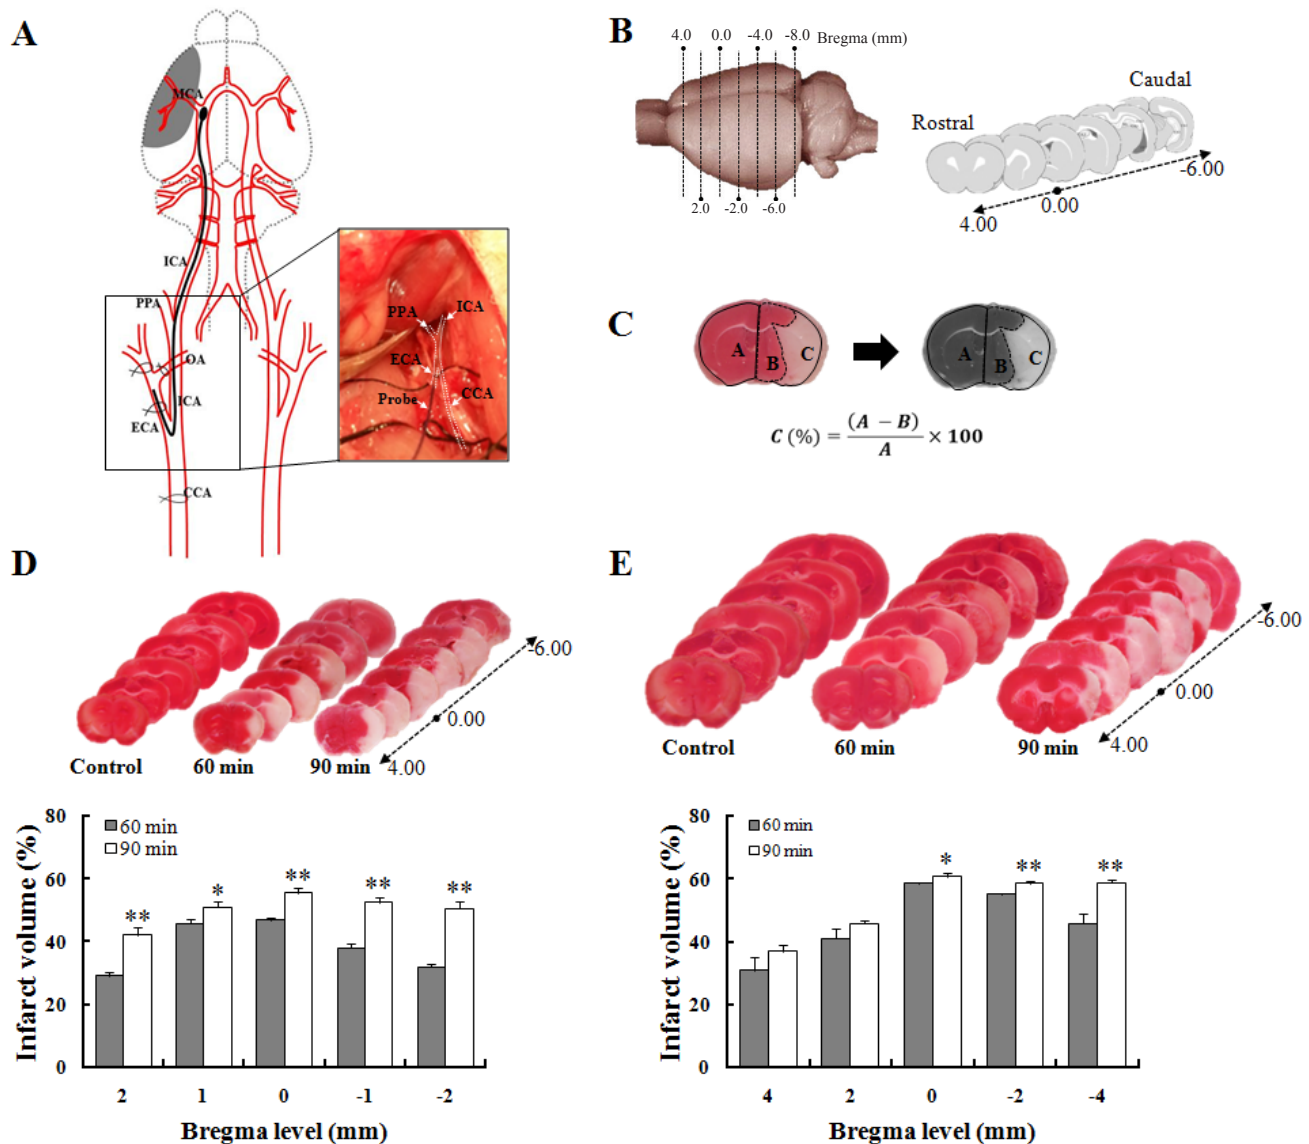 A
MCA
ICA
PPA
OA
ICA
ECA
CCA
PPA
ICA
ECA
Probe
CCA
B
4.0 0.0 -4.0 -8.0 Bregma (mm)
2.0 -2.0 -6.0
Rostral
Caudal
4.00
0.00
-6.00
C
A B C
A B C
C (%) = (A - B) / A × 100
D
Control
60 min
90 min
4.00
0.00
-6.00
Infarct volume (%)
80
60
40
20
0
60 min
90 min
** * ** ** **
2 1 0 -1 -2
Bregma level (mm)
E
Control
60 min
90 min
4.00
0.00
-6.00
Infarct volume (%)
80
60
40
20
0
60 min
90 min
* ** **
4 2 0 -2 -4
Bregma level (mm)